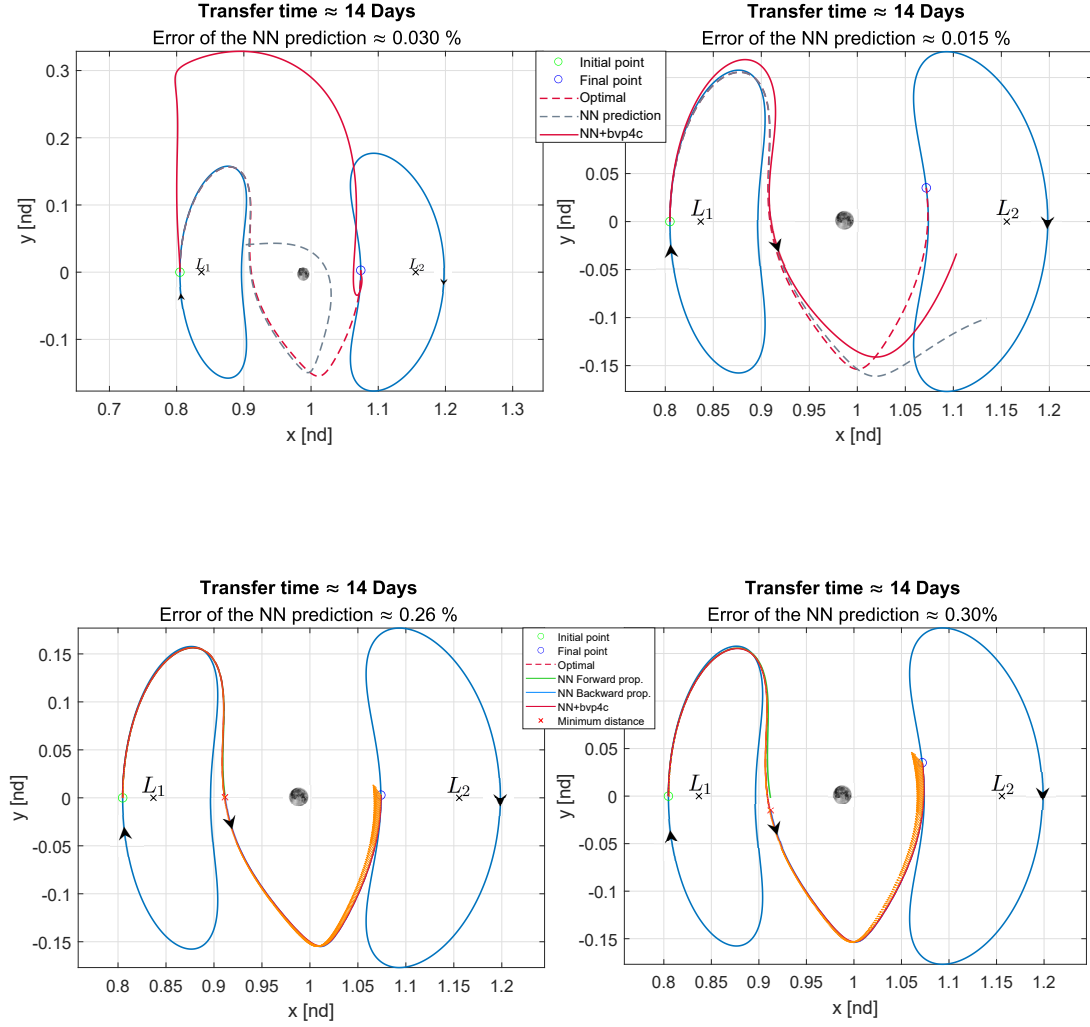 Transfer time ≈ 14 Days
Error of the NN prediction ≈ 0.030 %
0.3
0.2
0.1
0
-0.1
y [nd]
L1
L2
0.7
0.8
0.9
1
1.1
1.2
1.3
x [nd]
Initial point
Final point
Optimal
NN prediction
NN+bvp4c
Transfer time ≈ 14 Days
Error of the NN prediction ≈ 0.015 %
0.05
0
-0.05
-0.1
-0.15
y [nd]
L1
L2
0.8
0.85
0.9
0.95
1
1.05
1.1
1.15
1.2
x [nd]
Transfer time ≈ 14 Days
Error of the NN prediction ≈ 0.26 %
0.15
0.1
0.05
0
-0.05
-0.1
-0.15
y [nd]
L1
L2
0.8
0.85
0.9
0.95
1
1.05
1.1
1.15
1.2
x [nd]
Initial point
Final point
Optimal
NN Forward prop.
NN Backward prop.
NN+bvp4c
Minimum distance
Transfer time ≈ 14 Days
Error of the NN prediction ≈ 0.30%
0.05
0
-0.05
-0.1
-0.15
y [nd]
L1
L2
0.8
0.85
0.9
0.95
1
1.05
1.1
1.15
1.2
x [nd]